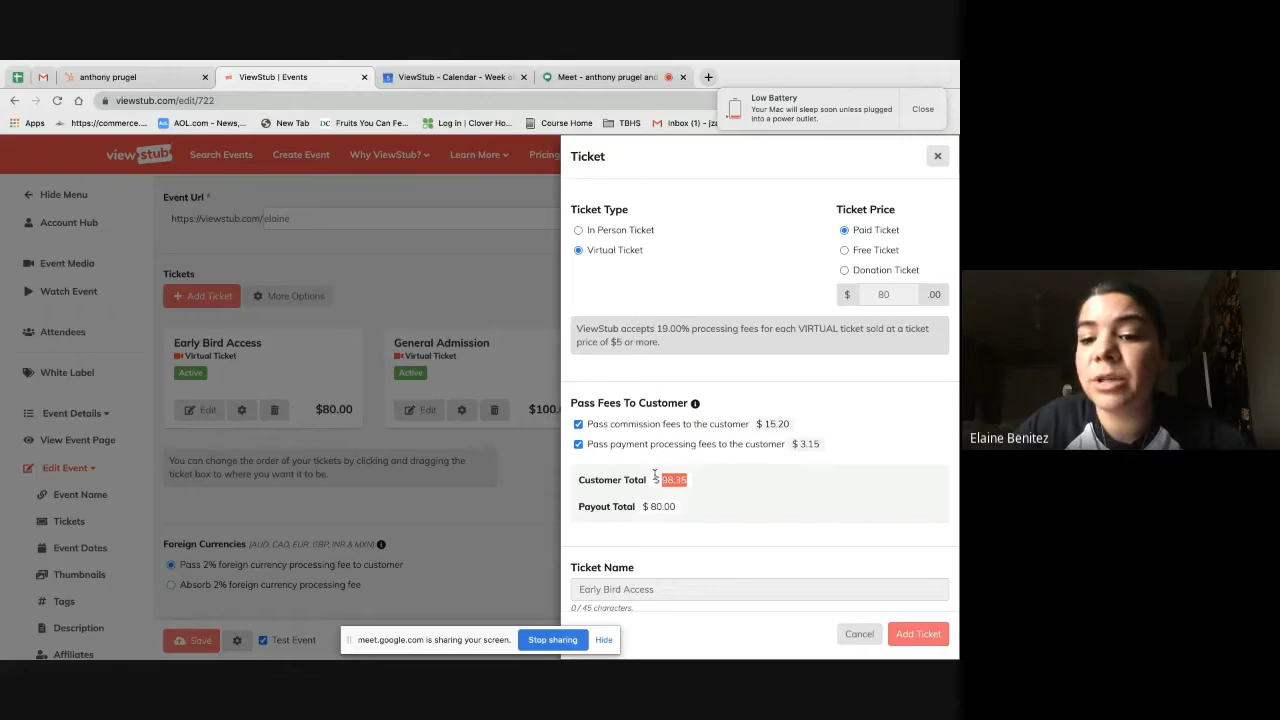 anthony prugel
ViewStub | Events
ViewStub - Calendar - Week of
Meet - anthony prugel and
viewstub.com/edit/722
Low Battery
Your Mac will sleep soon unless plugged
into a power outlet.
Close
Apps
https://commerce....
AOL.com - News,...
New Tab
DC
Fruits You Can Fe...
Log in | Clover Ho...
Course Home
TBHS
Inbox (1) - jza
view stub
Search Events
Create Event
Why ViewStub?
Learn More
Pricing
Hide Menu
Account Hub
Event Media
Watch Event
Attendees
White Label
Event Details
View Event Page
Edit Event
Event Name
Tickets
Event Dates
Thumbnails
Tags
Description
Affiliates
Event Url *
https://viewstub.com/ elaine
Tickets
+ Add Ticket
More Options
Early Bird Access
Virtual Ticket
Active
Edit
$80.00
General Admission
Virtual Ticket
Active
Edit
$100.
You can change the order of your tickets by clicking and dragging the
ticket box to where you want it to be.
Foreign Currencies (AUD, CAD, EUR, GBP, INR & MXN)
Pass 2% foreign currency processing fee to customer
Absorb 2% foreign currency processing fee
Save
Test Event
meet.google.com is sharing your screen.
Stop sharing
Hide
Ticket
Ticket Type
In Person Ticket
Virtual Ticket
Ticket Price
Paid Ticket
Free Ticket
Donation Ticket
$ 80 .00
ViewStub accepts 19.00% processing fees for each VIRTUAL ticket sold at a ticket
price of $5 or more.
Pass Fees To Customer
Pass commission fees to the customer $ 15.20
Pass payment processing fees to the customer $ 3.15
Customer Total $ 98.35
Payout Total $ 80.00
Ticket Name
Early Bird Access
0 / 45 characters.
Cancel
Add Ticket
Elaine Benitez